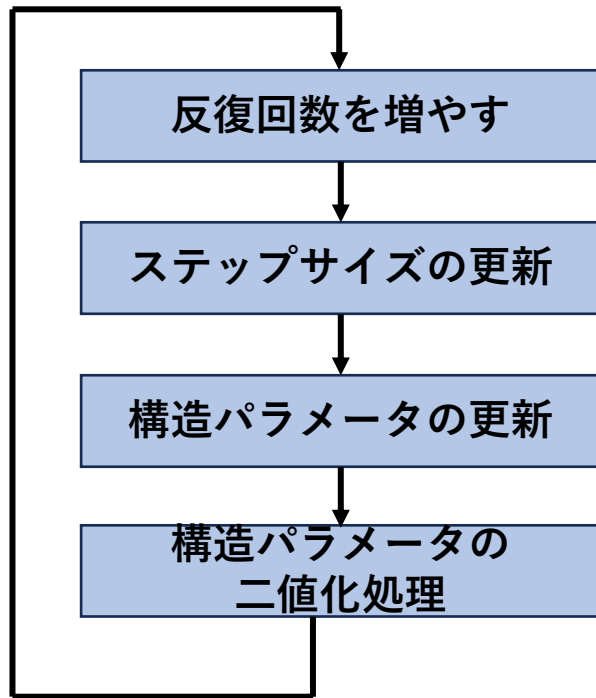 反復回数を増やす
ステップサイズの更新
構造パラメータの更新
構造パラメータの
二値化処理